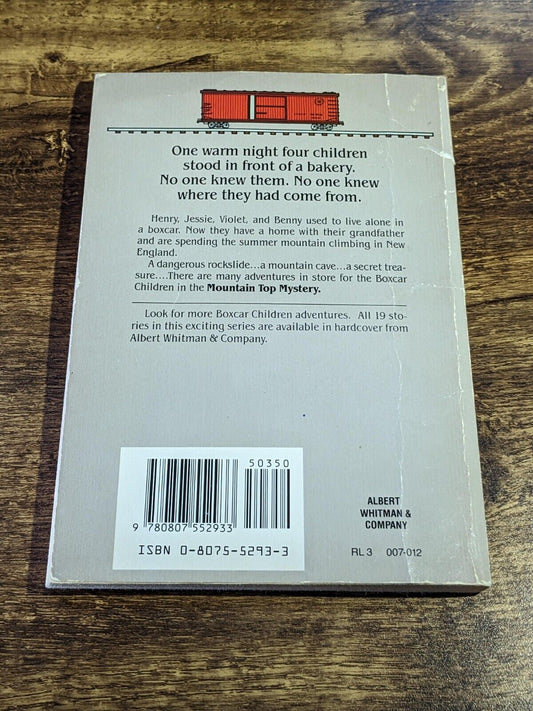 One warm night four children
stood in front of a bakery.
No one knew them. No one knew
where they had come from.
Henry, Jessie, Violet, and Benny used to live alone in
a boxcar. Now they have a home with their grandfather
and are spending the summer mountain climbing in New
England.
A dangerous rockslide...a mountain cave...a secret trea-
sure....There are many adventures in store for the Boxcar
Children in the Mountain Top Mystery.
Look for more Boxcar Children adventures. All 19 sto-
ries in this exciting series are available in hardcover from
Albert Whitman & Company.
50350
9 780807 552933
ISBN 0-8075-5293-3
ALBERT
WHITMAN &
COMPANY
RL 3 007-012